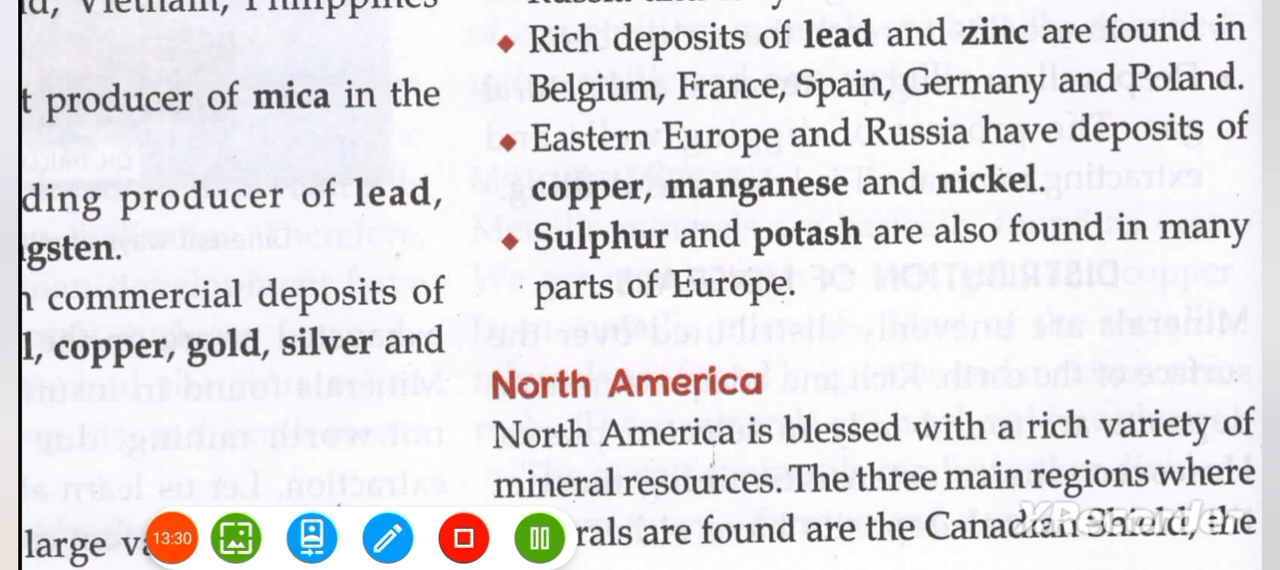 Vietnam, Philippines
producer of mica in the
producer of lead,
commercial deposits of
copper, gold, silver and
large
Rich deposits of lead and zinc are found in
Belgium, France, Spain, Germany and Poland.
Eastern Europe and Russia have deposits of
copper, manganese and nickel.
Sulphur and potash are also found in many
parts of Europe.
North America
North America is blessed with a rich variety of
mineral resources. The three main regions where
are found are the Canadian Shield, the
13:30
XRecorder